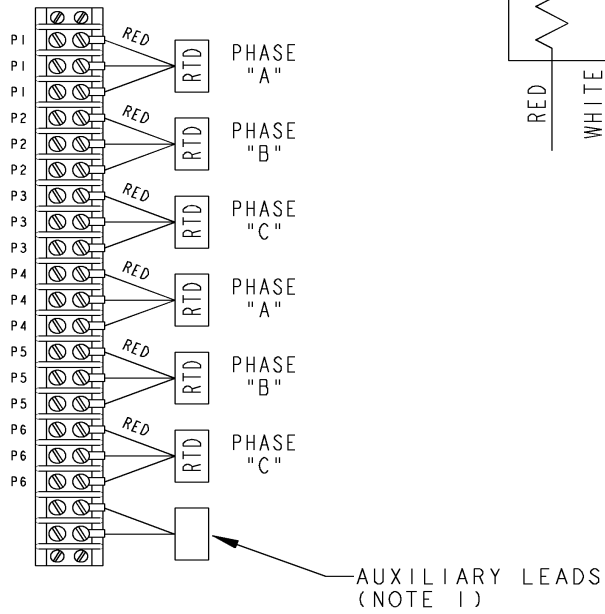 P1
RED
P1
P1
RTD
PHASE
"A"
P2
RED
P2
P2
RTD
PHASE
"B"
P3
RED
P3
P3
RTD
PHASE
"C"
P4
RED
P4
P4
RTD
PHASE
"A"
P5
RED
P5
P5
RTD
PHASE
"B"
P6
RED
P6
P6
RTD
PHASE
"C"
AUXILIARY LEADS
(NOTE 1)
RED
WHITE